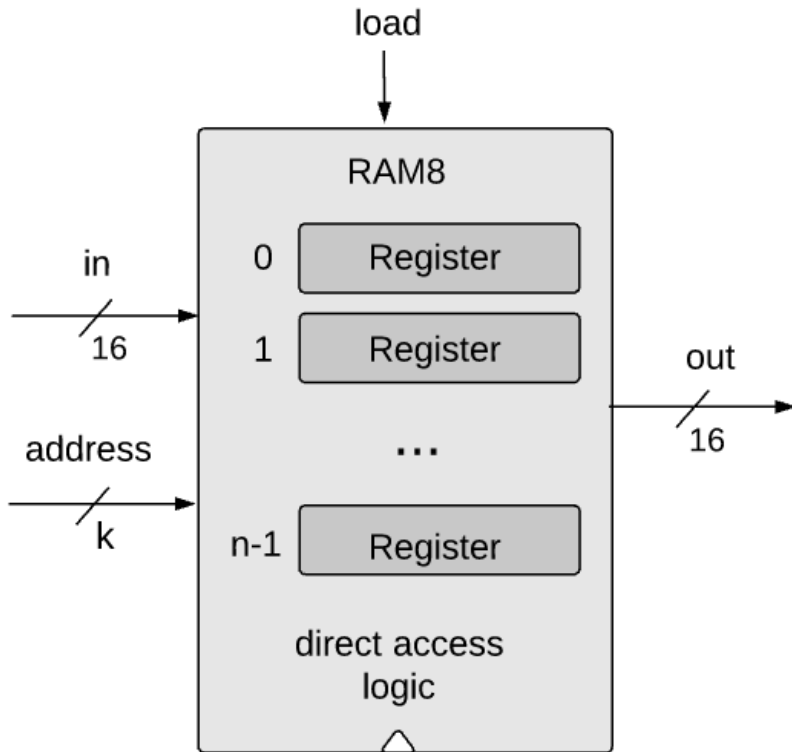 load
RAM8
0 Register
in
16
1 Register
out
16
...
address
k
n-1 Register
direct access
logic